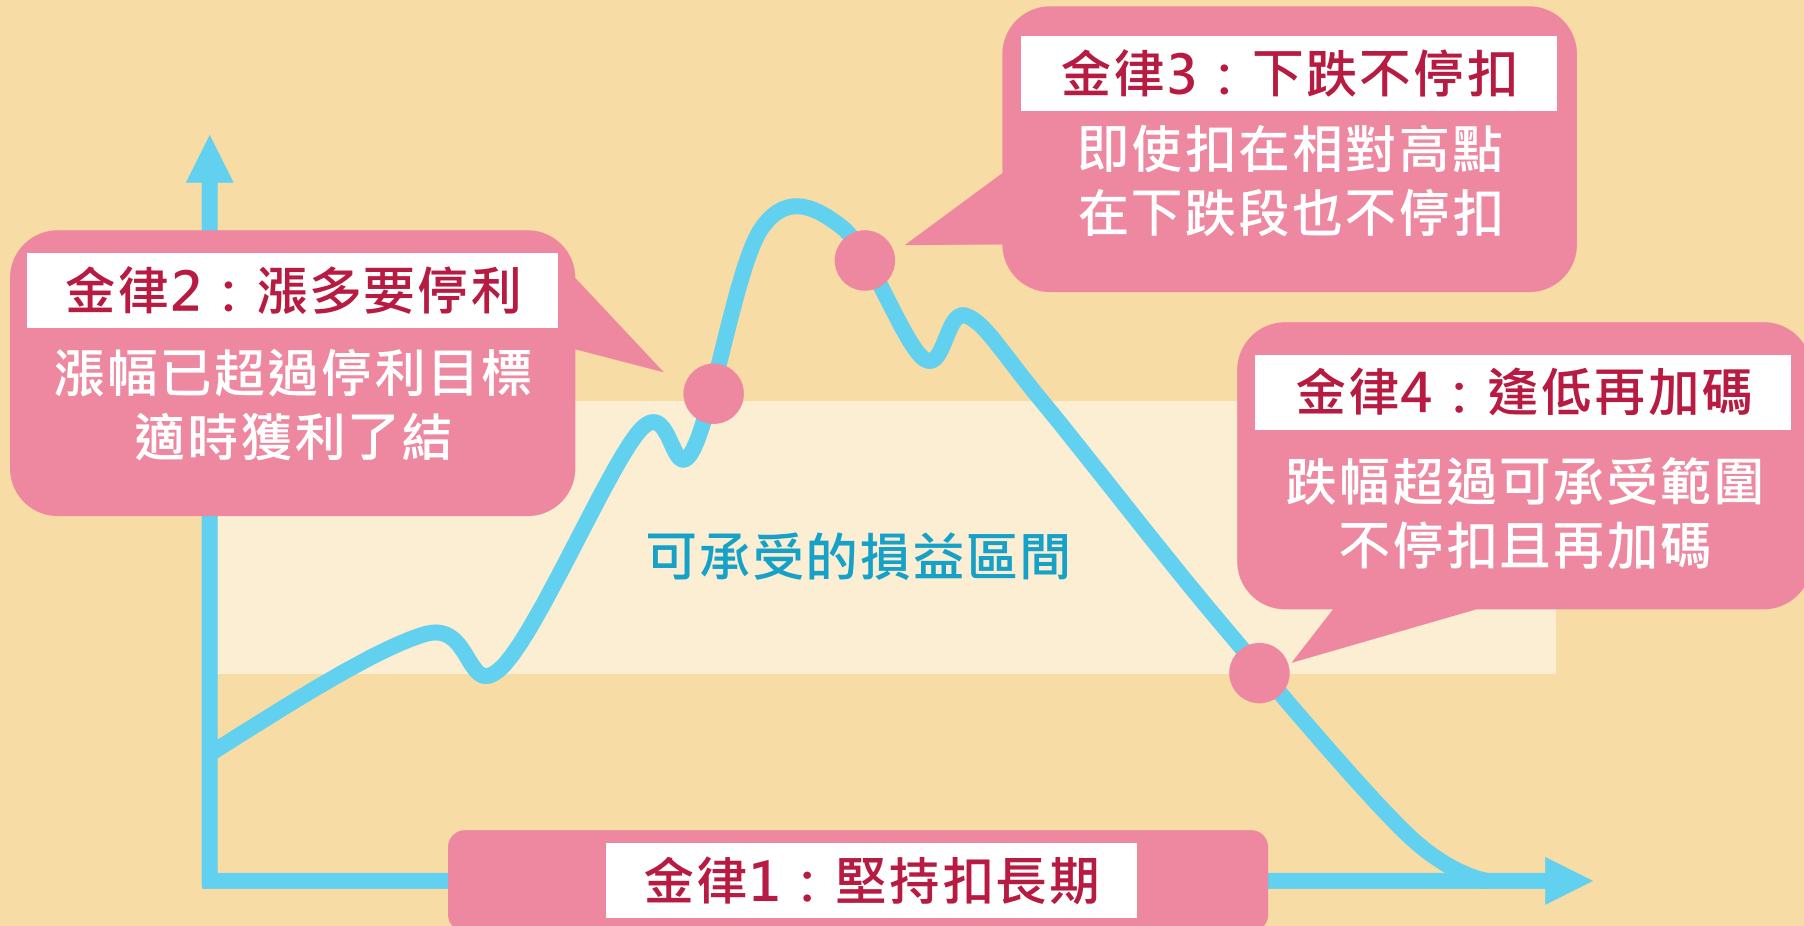 金律3：下跌不停扣
即使扣在相對高點
在下跌段也不停扣
金律2：漲多要停利
漲幅已超過停利目標
適時獲利了結
金律4：逢低再加碼
跌幅超過可承受範圍
不停扣且再加碼
可承受的損益區間
金律1：堅持扣長期